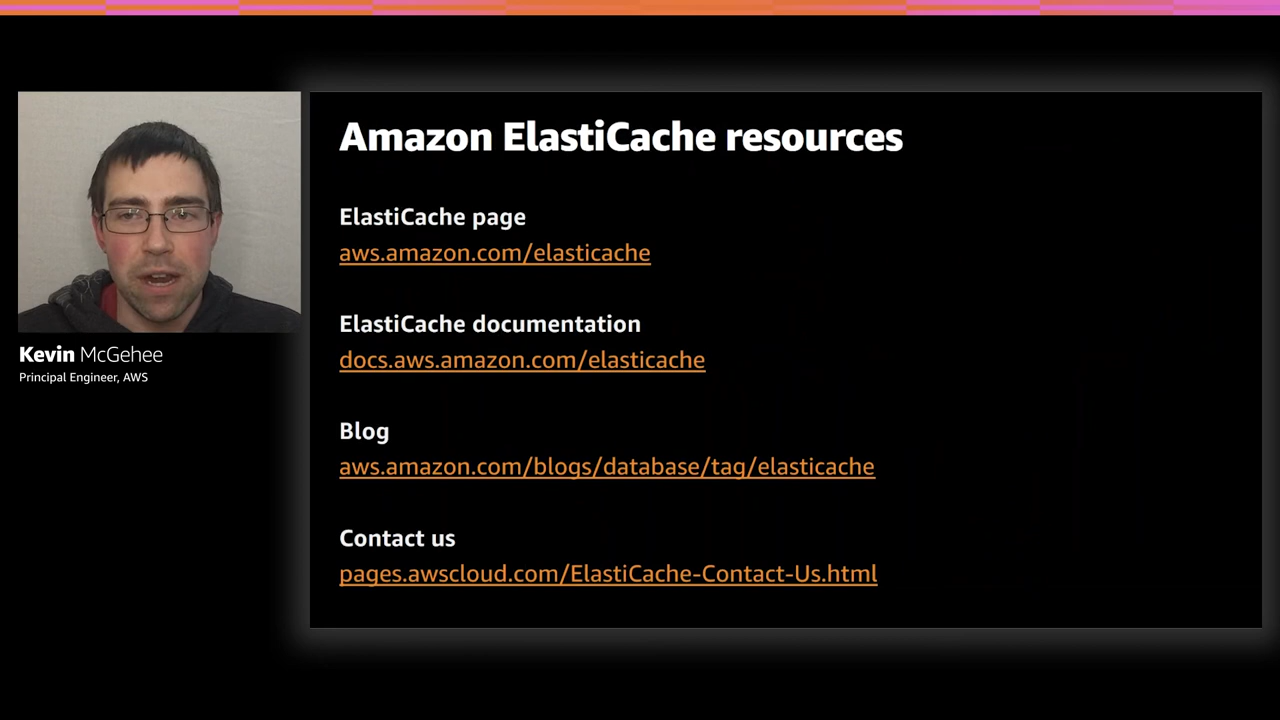 Amazon ElastiCache resources
ElastiCache page
aws.amazon.com/elasticache
ElastiCache documentation
docs.aws.amazon.com/elasticache
Blog
aws.amazon.com/blogs/database/tag/elasticache
Contact us
pages.awscloud.com/ElastiCache-Contact-Us.html
Kevin McGehee
Principal Engineer, AWS